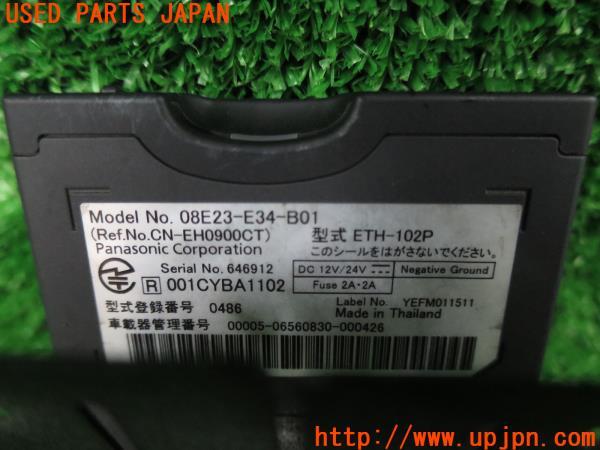 USED PARTS JAPAN
Model No. 08E23-E34-B01
(Ref.No.CN-EH0900CT) 型式 ETH-102P
Panasonic Corporation このシールをはがさないでください。
Serial No. 646912 DC 12V/24V Negative Ground
R 001CYBA1102 Fuse 2A・2A
型式登録番号 0486 Label No. YEFM011511
Made in Thailand
車載器管理番号 00005-06560830-000426
http://www.upjpn.com